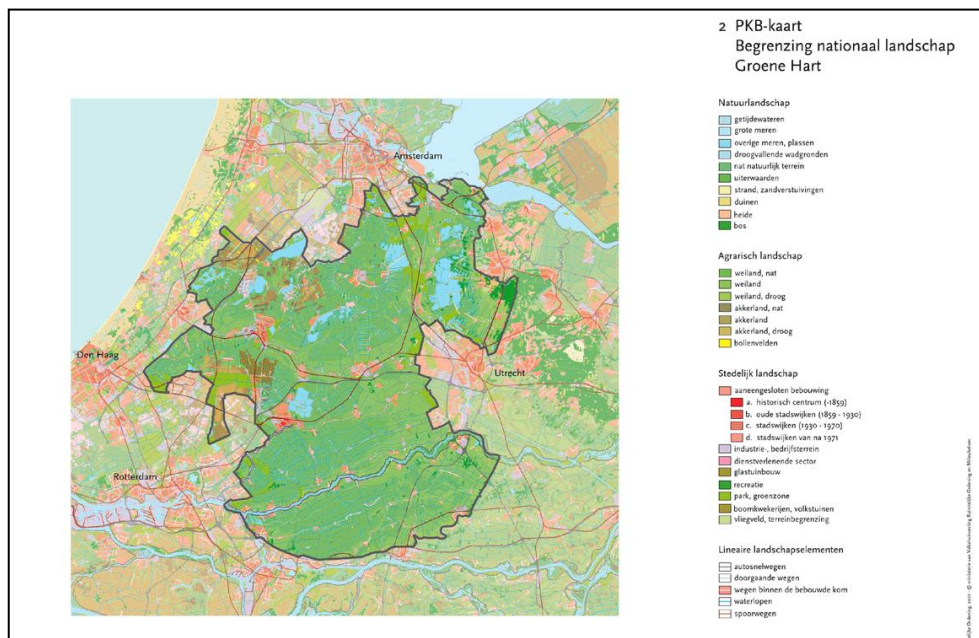 2 PKB-kaart
Begrenzing nationaal landschap
Groene Hart
Natuurlandschap
getijdewateren
grote meren
overige meren, plassen
droogvallende wadgronden
nat natuurlijk terrein
uiterwaarden
strand, zandverstuivingen
duinen
heide
bos
Agrarisch landschap
weiland, nat
weiland
weiland, droog
akkerland, nat
akkerland
akkerland, droog
bollenvelden
Stedelijk landschap
aaneengesloten bebouwing
a. historisch centrum (-1859)
b. oude stadswijken (1859 - 1930)
c. stadswijken (1930 - 1970)
d. stadswijken van na 1971
industrie-, bedrijfsterrein
dienstverlenende sector
glastuinbouw
recreatie
park, groenzone
boomkwekerijen, volkstuinen
vliegveld, terreinbegrenzing
Lineaire landschapselementen
autosnelwegen
doorgaande wegen
wegen binnen de bebouwde kom
waterlopen
spoorwegen
Amsterdam
Den Haag
Utrecht
Rotterdam